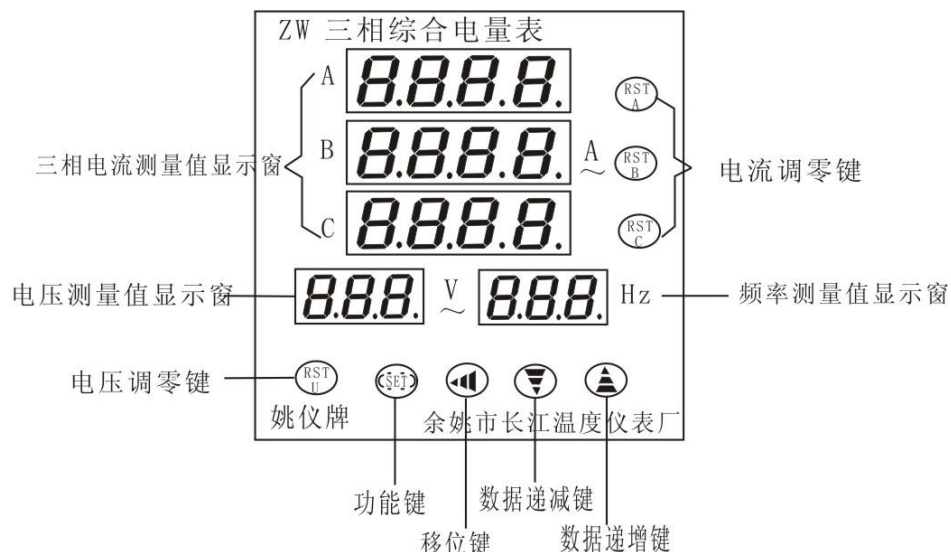 ZW 三相综合电量表
A 8.8.8.8.
RST A
三相电流测量值显示窗
B 8.8.8.8. A ~
RST B
电流调零键
C 8.8.8.8.
RST C
电压测量值显示窗
8.8.8. V ~ 8.8.8. Hz
频率测量值显示窗
电压调零键
RST U
SET
姚仪牌
余姚市长江温度仪表厂
功能键
数据递减键
移位键
数据递增键